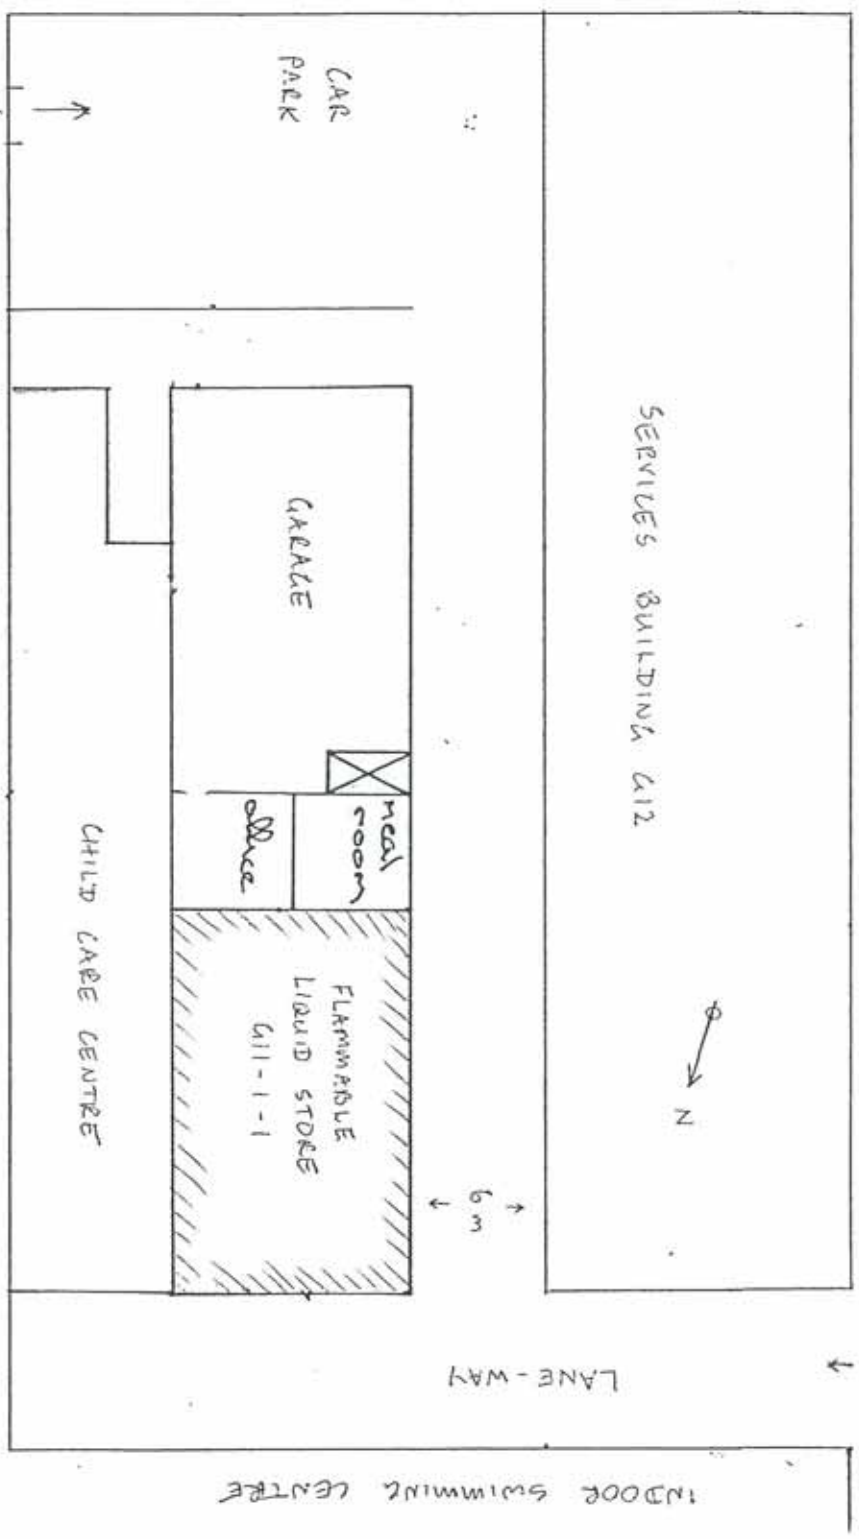 CAR
PARK
SERVICES BUILDING G12
GARAGE
meal
room
office
FLAMMABLE
LIQUID STORE
G11-1-1
CHILD CARE CENTRE
N
6 m
LANE-WAY
INDOOR SWIMMING CENTRE